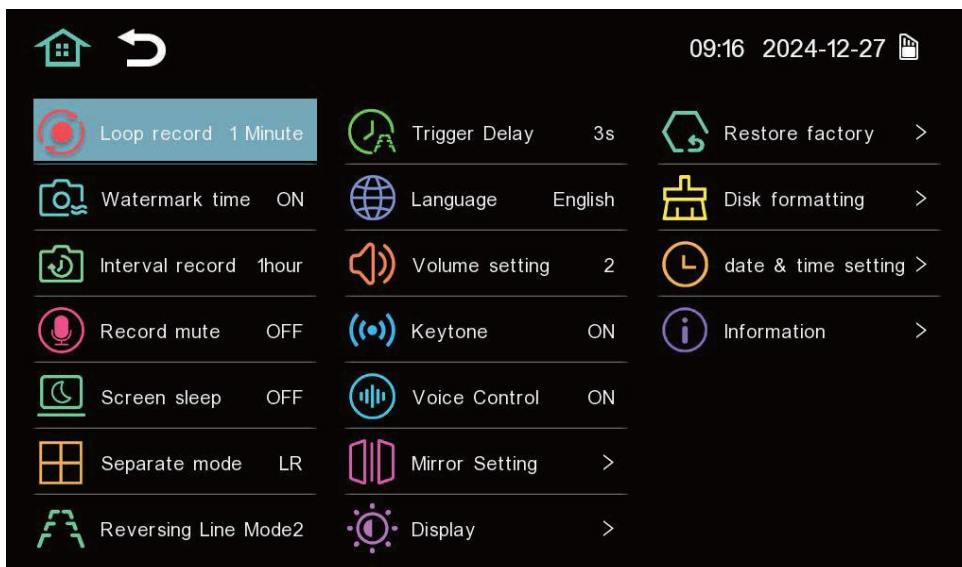 09:16 2024-12-27
Loop record 1 Minute
Watermark time ON
Interval record 1hour
Record mute OFF
Screen sleep OFF
Separate mode LR
Reversing Line Mode2
Trigger Delay 3s
Language English
Volume setting 2
Keytone ON
Voice Control ON
Mirror Setting >
Display >
Restore factory >
Disk formatting >
date & time setting >
Information >